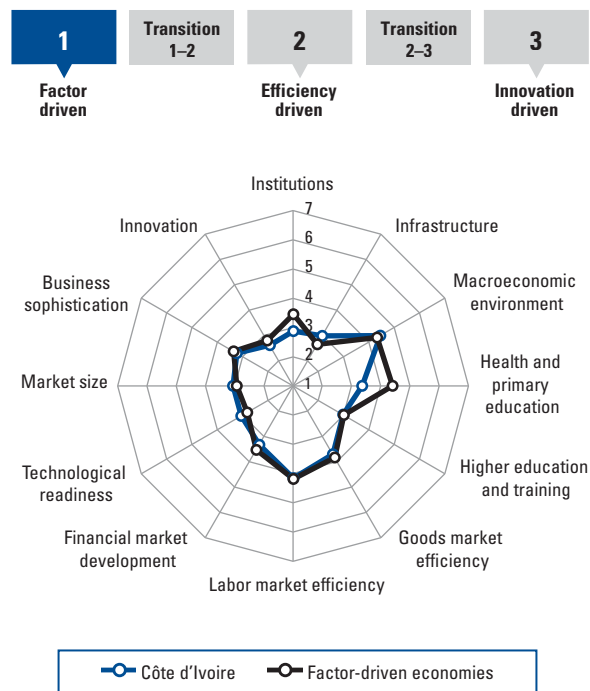 1
Transition
1–2
2
Transition
2–3
3
Factor
driven
Efficiency
driven
Innovation
driven
Institutions
7
Innovation
Infrastructure
6
5
Business
sophistication
Macroeconomic
environment
4
3
2
Market size
1
Health and
primary
education
Technological
readiness
Higher education
and training
Financial market
development
Goods market
efficiency
Labor market efficiency
Côte d’Ivoire
Factor-driven economies